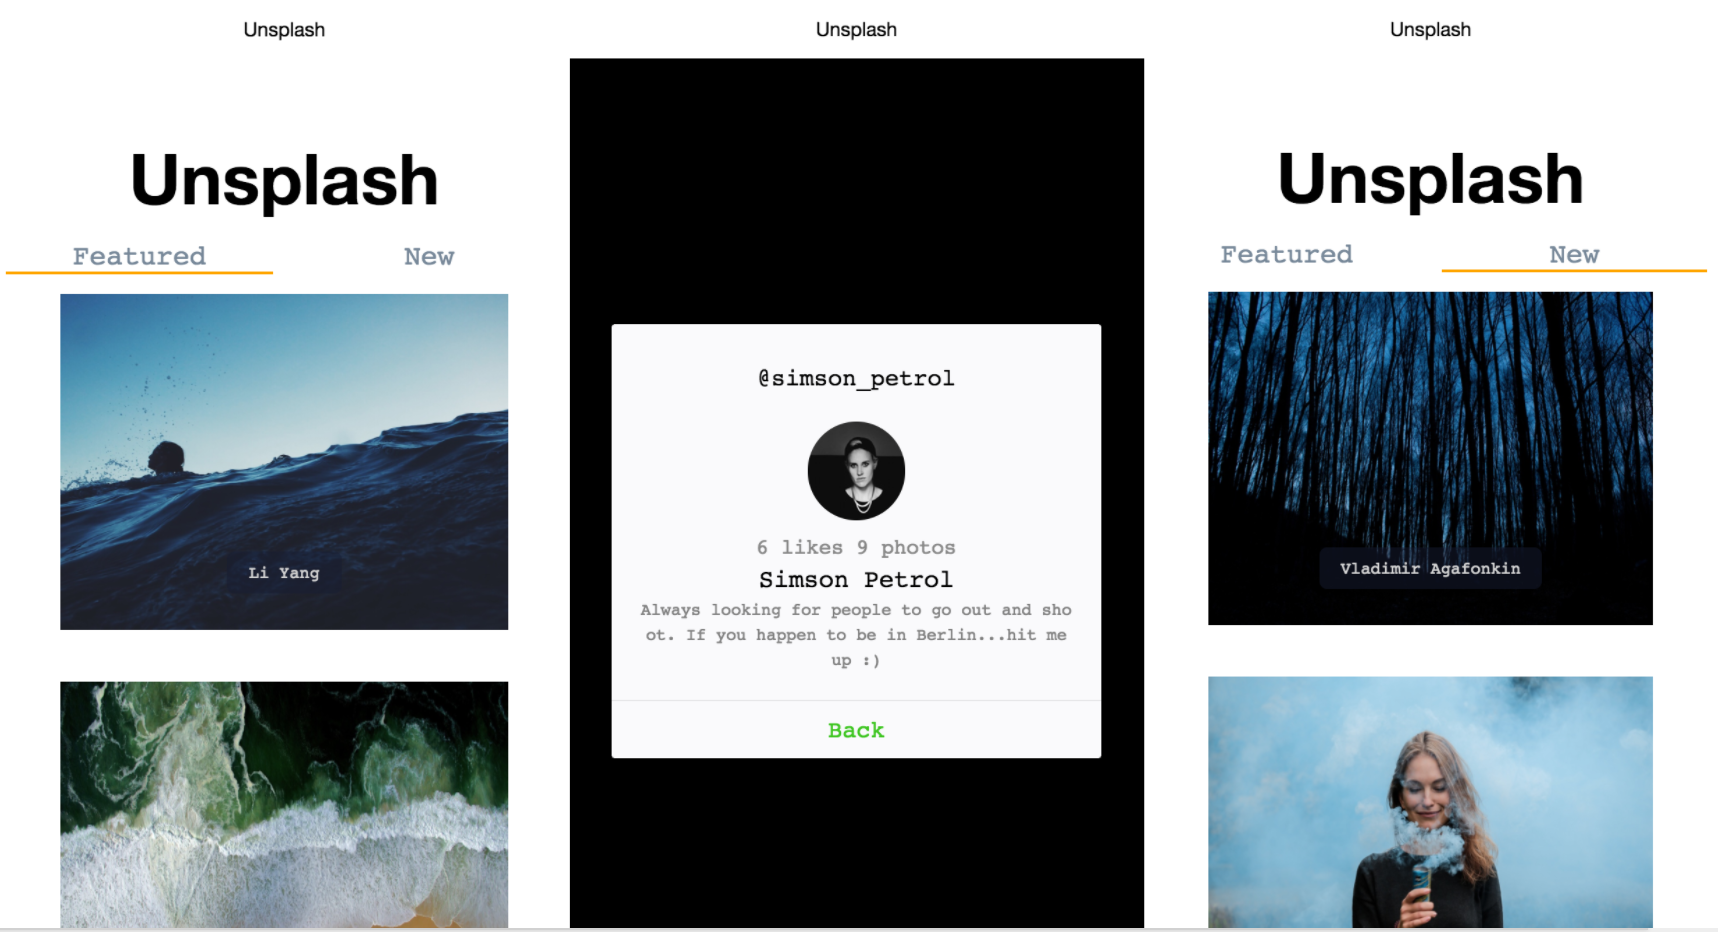 Unsplash
Unsplash
Featured New
Li Yang
Unsplash
@simson_petrol
6 likes 9 photos
Simson Petrol
Always looking for people to go out and sho
ot. If you happen to be in Berlin...hit me
up :)
Back
Unsplash
Unsplash
Featured New
Vladimir Agafonkin